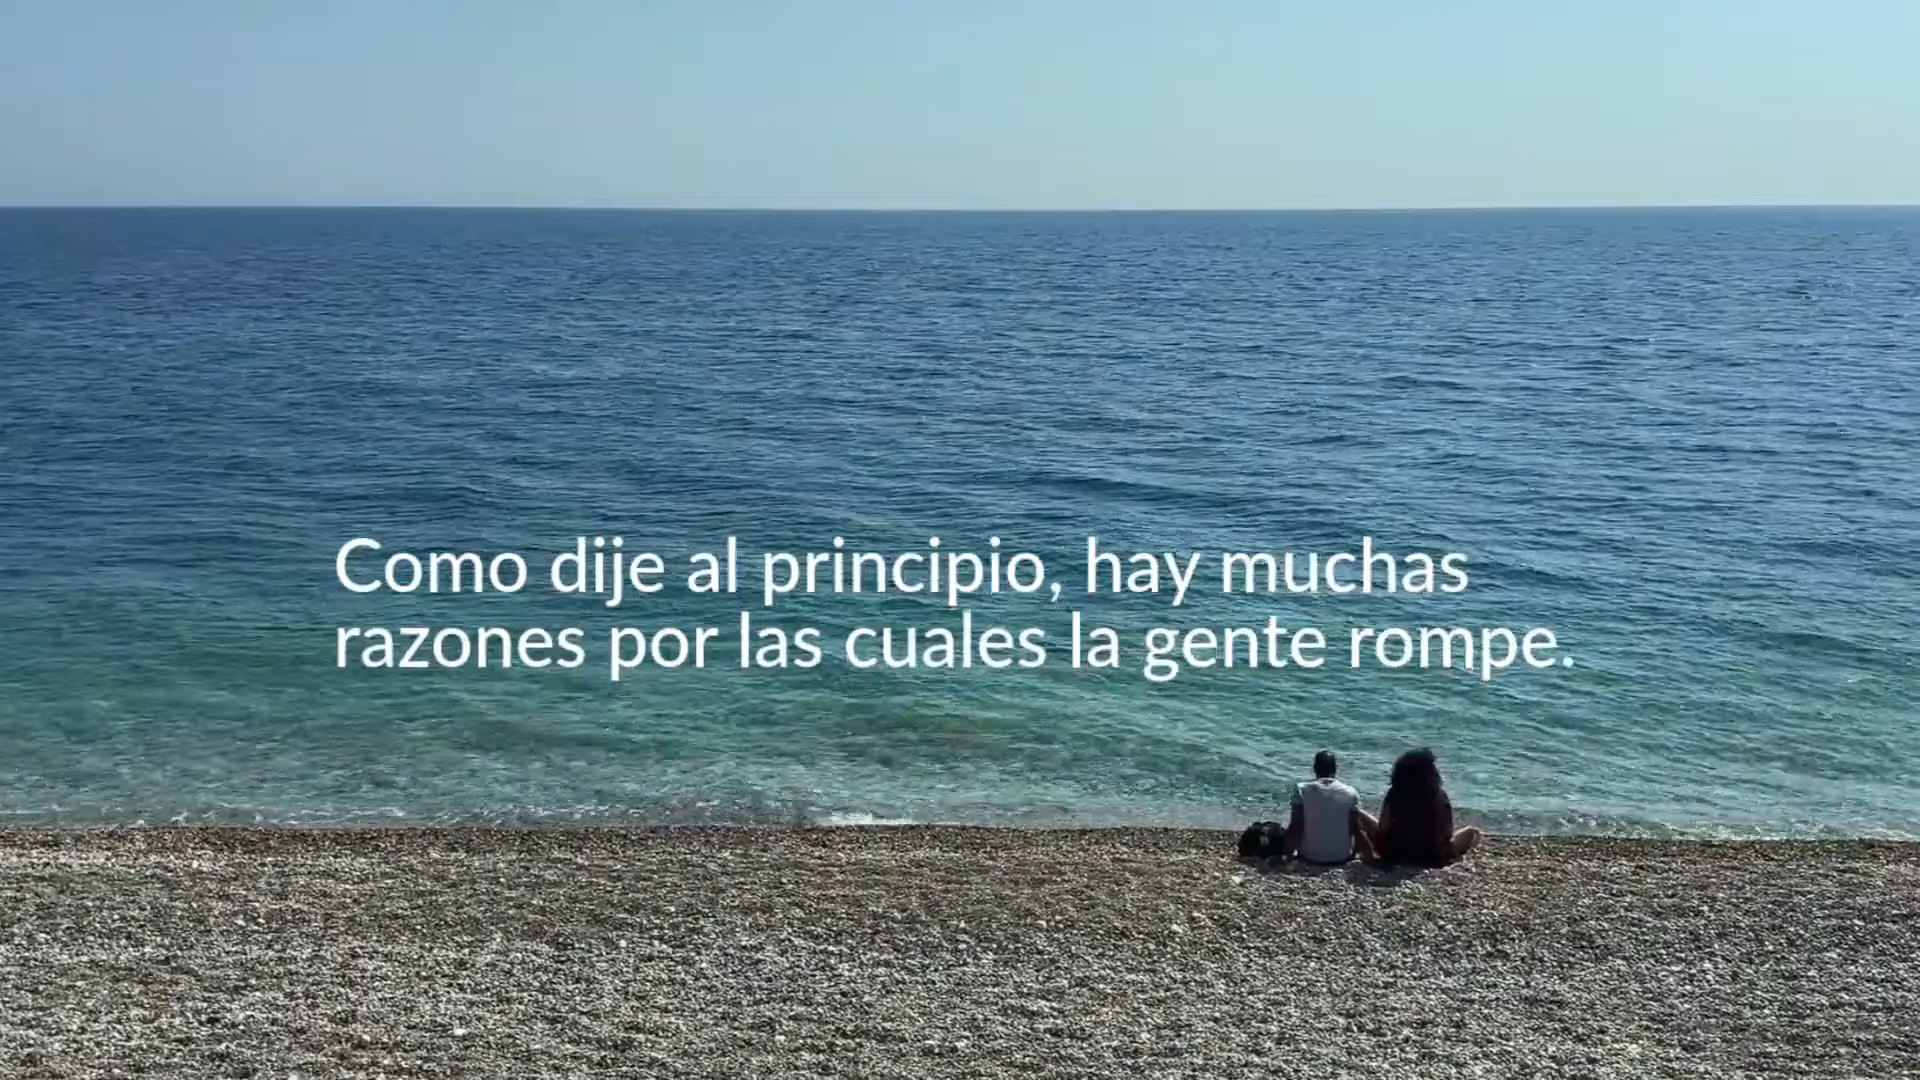 Como dije al principio, hay muchas
razones por las cuales la gente rompe.